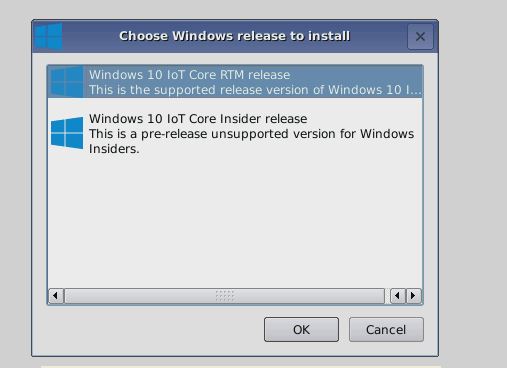 Choose Windows release to install
Windows 10 IoT Core RTM release
This is the supported release version of Windows 10 I...
Windows 10 IoT Core Insider release
This is a pre-release unsupported version for Windows
Insiders.
OK
Cancel